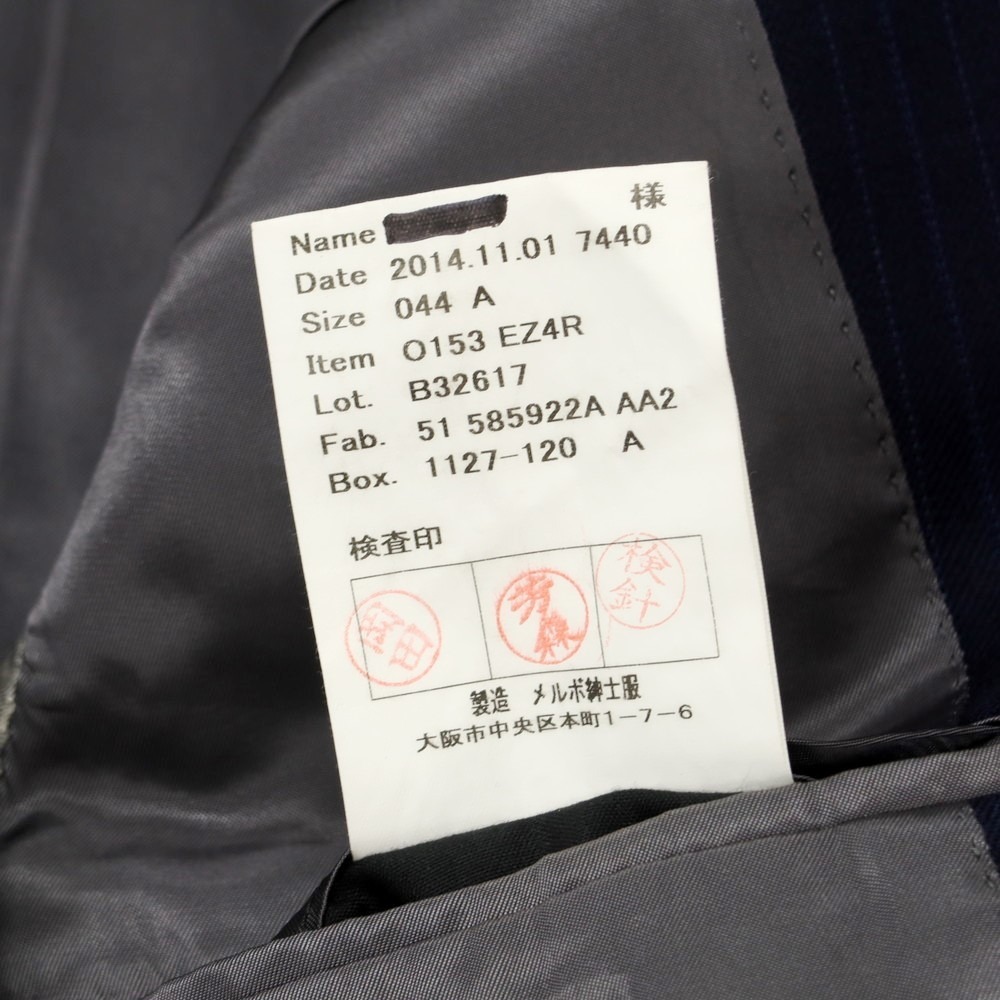 Name 様
Date 2014.11.01 7440
Size 044 A
Item O153 EZ4R
Lot. B32617
Fab. 51 585922A AA2
Box. 1127-120 A
検査印
岡田
検針
製造 メルボ紳士服
大阪市中央区本町1-7-6